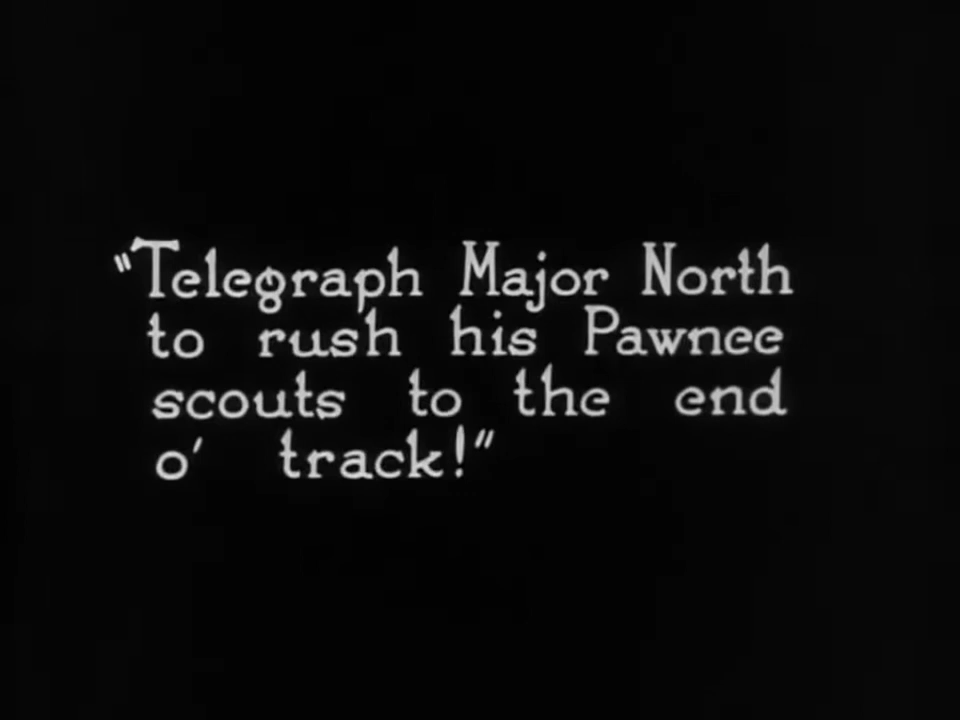 "Telegraph Major North
to rush his Pawnee
scouts to the end
o' track!"